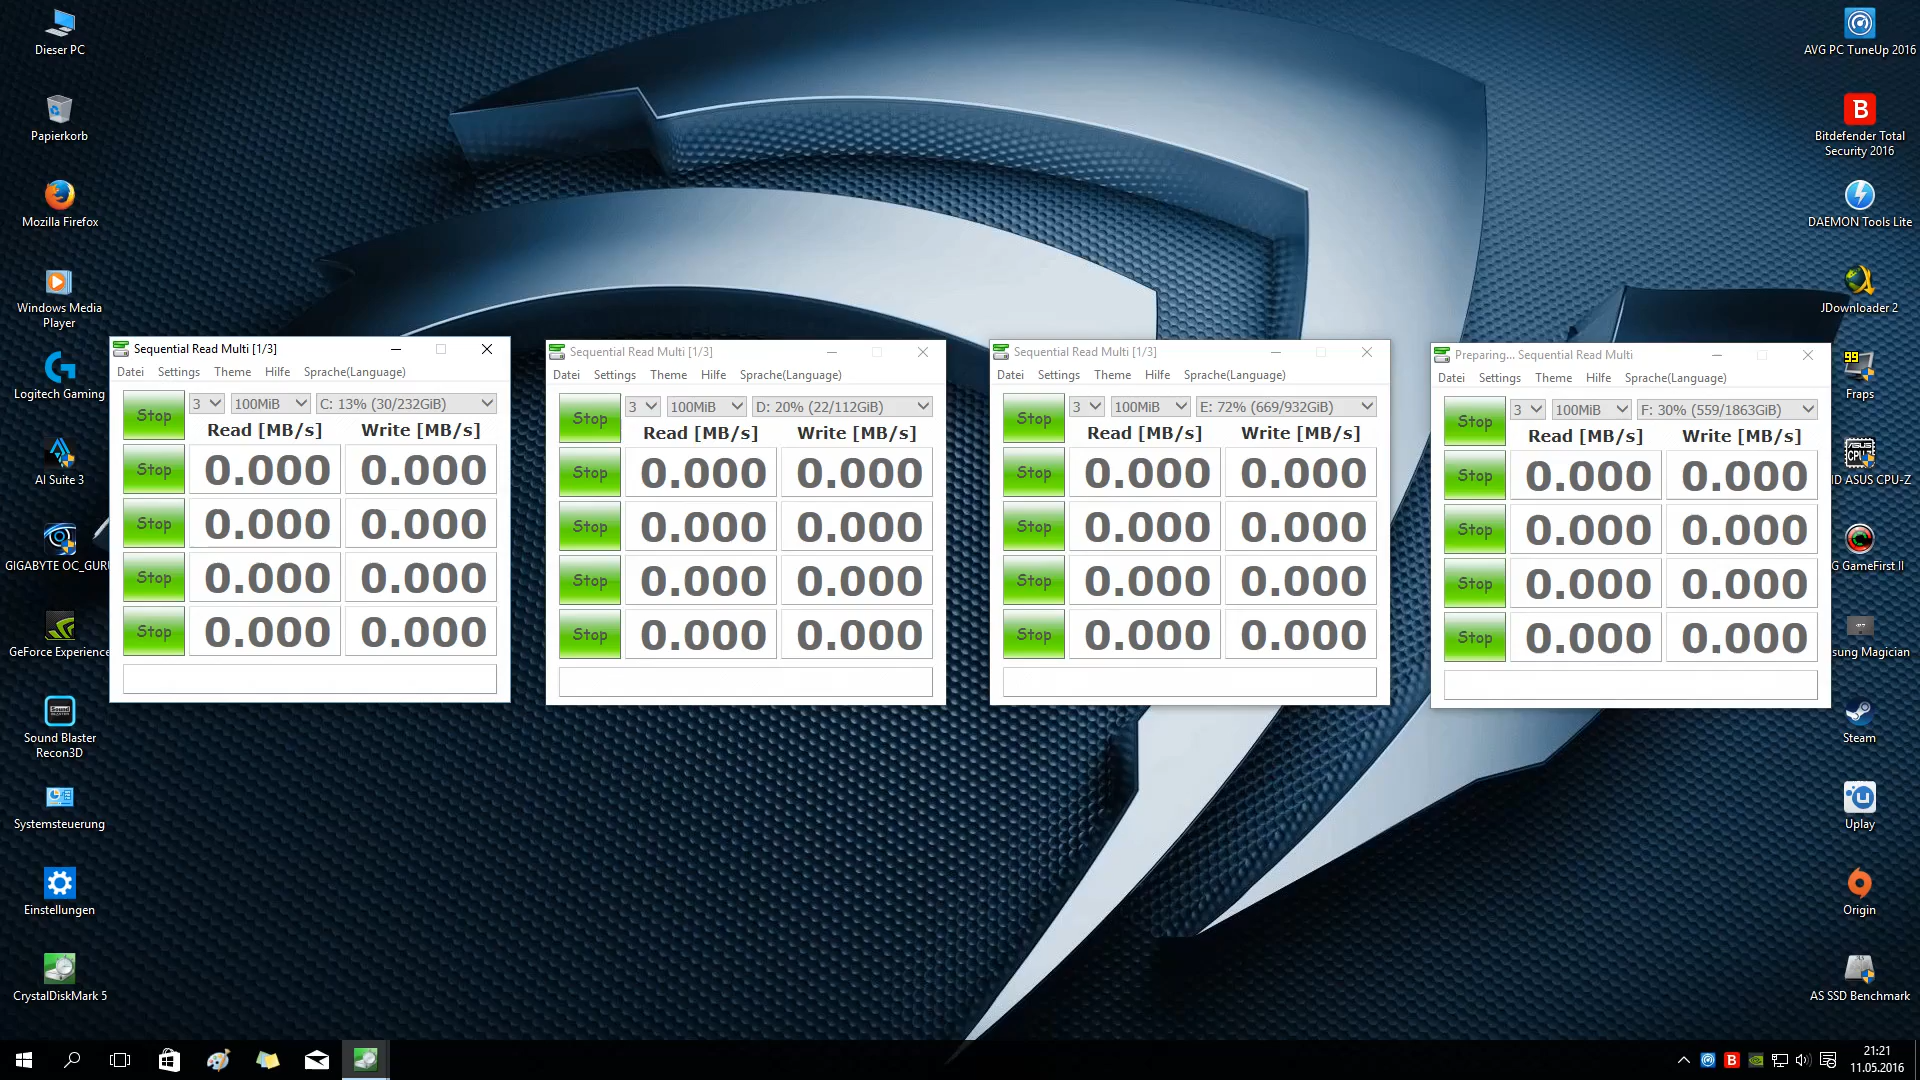 Dieser PC
Papierkorb
Mozilla Firefox
Windows Media
Player
Logitech Gaming
AI Suite 3
GIGABYTE OC_GURU
GeForce Experience
Sound Blaster
Recon3D
Systemsteuerung
Einstellungen
CrystalDiskMark 5
Sequential Read Multi [1/3]
Datei Settings Theme Hilfe Sprache(Language)
Stop 3 100MiB C: 13% (30/232GiB)
Read [MB/s] Write [MB/s]
Stop 0.000 0.000
Stop 0.000 0.000
Stop 0.000 0.000
Stop 0.000 0.000
Sequential Read Multi [1/3]
Datei Settings Theme Hilfe Sprache(Language)
Stop 3 100MiB D: 20% (22/112GiB)
Read [MB/s] Write [MB/s]
Stop 0.000 0.000
Stop 0.000 0.000
Stop 0.000 0.000
Stop 0.000 0.000
Sequential Read Multi [1/3]
Datei Settings Theme Hilfe Sprache(Language)
Stop 3 100MiB E: 72% (669/932GiB)
Read [MB/s] Write [MB/s]
Stop 0.000 0.000
Stop 0.000 0.000
Stop 0.000 0.000
Stop 0.000 0.000
Preparing... Sequential Read Multi
Datei Settings Theme Hilfe Sprache(Language)
Stop 3 100MiB F: 30% (559/1863GiB)
Read [MB/s] Write [MB/s]
Stop 0.000 0.000
Stop 0.000 0.000
Stop 0.000 0.000
Stop 0.000 0.000
AVG PC TuneUp 2016
B
Bitdefender Total
Security 2016
DAEMON Tools Lite
JDownloader 2
99
Fraps
ID ASUS CPU-Z
G GameFirst II
sung Magician
Steam
Uplay
Origin
AS SSD Benchmark
B
21:21
11.05.2016